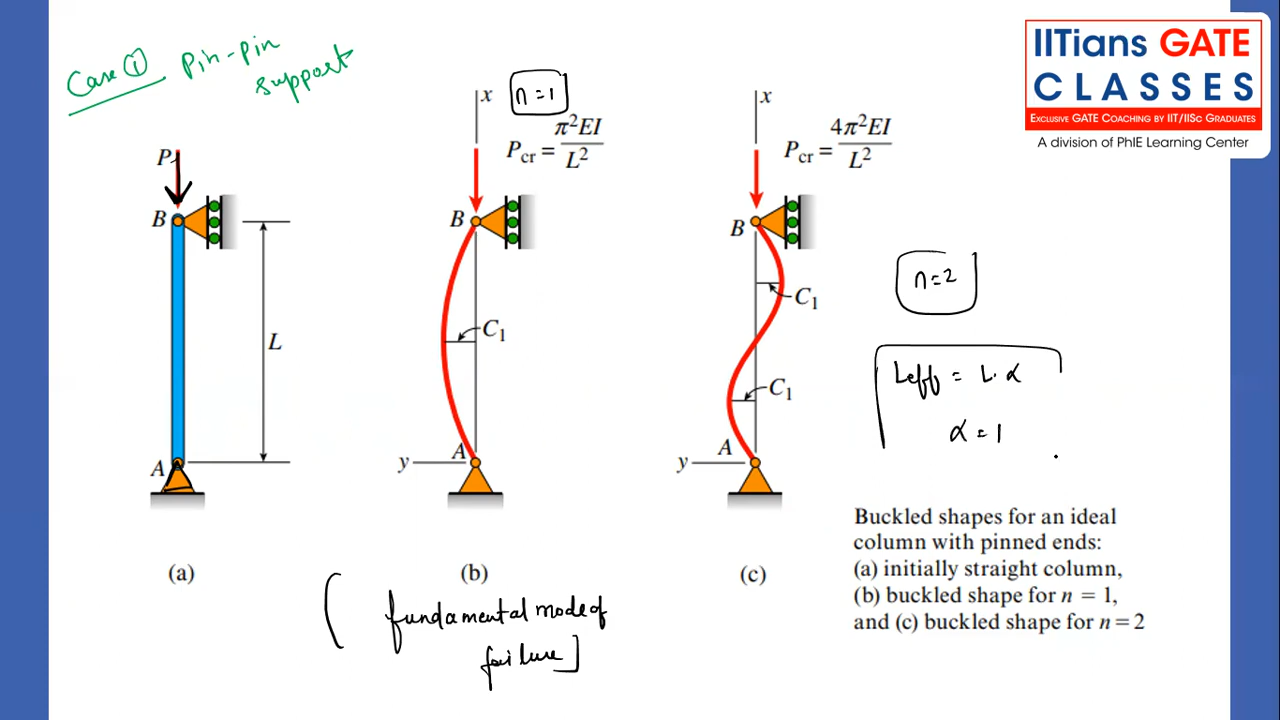 Case ① Pin-pin
support
IITians GATE
CLASSES
EXCLUSIVE GATE COACHING BY IIT/IISc GRADUATES
A division of PhIE Learning Center
P
B
L
A
(a)
x
n=1
Pcr = π²EI/L²
B
C₁
A
y
(b)
(fundamental mode of
failure]
x
Pcr = 4π²EI/L²
B
C₁
C₁
A
y
(c)
n=2
Leff = L.α
α=1
Buckled shapes for an ideal
column with pinned ends:
(a) initially straight column,
(b) buckled shape for n = 1,
and (c) buckled shape for n = 2